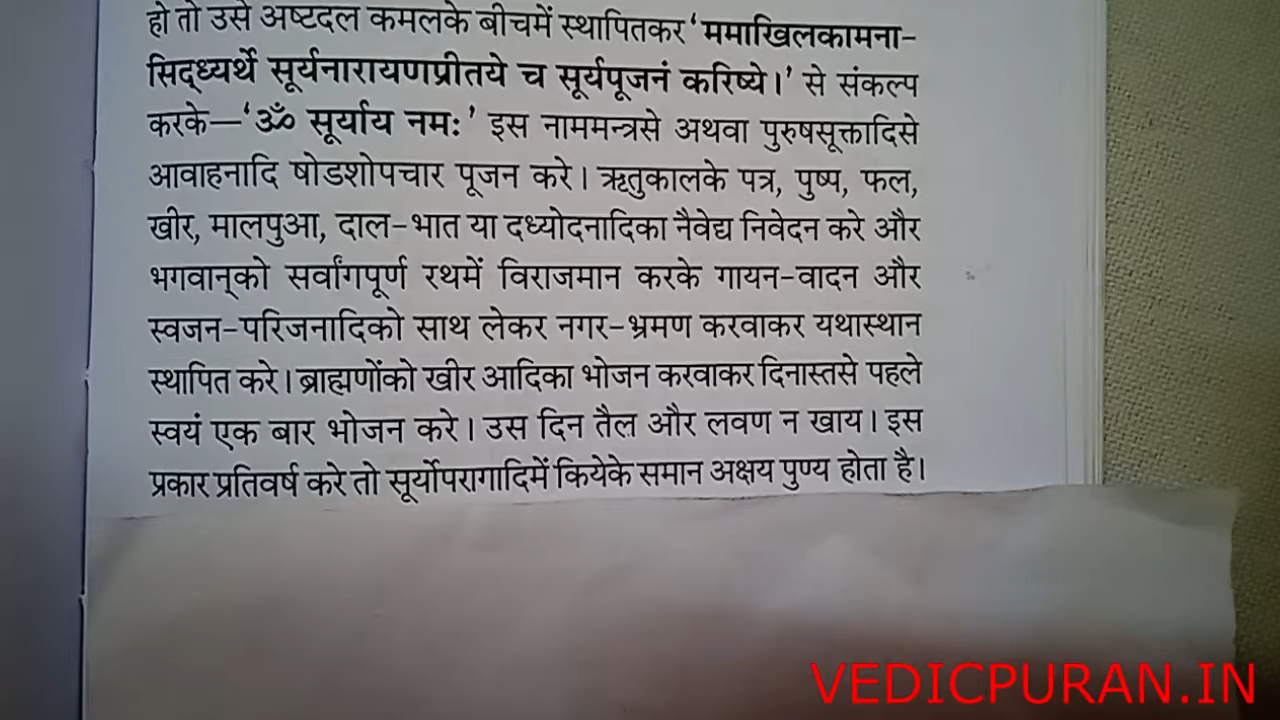 हो तो उसे अष्टदल कमलके बीचमें स्थापितकर ‘ममाखिलकामना-
सिद्ध्यर्थे सूर्यनारायणप्रीतये च सूर्यपूजनं करिष्ये।’ से संकल्प
करके—‘ॐ सूर्याय नमः’ इस नाममन्त्रसे अथवा पुरुषसूक्तादिसे
आवाहनादि षोडशोपचार पूजन करे। ऋतुकालके पत्र, पुष्प, फल,
खीर, मालपुआ, दाल-भात या दध्योदनादिका नैवेद्य निवेदन करे और
भगवान्‌को सर्वांगपूर्ण रथमें विराजमान करके गायन-वादन और
स्वजन-परिजनादिको साथ लेकर नगर-भ्रमण करवाकर यथास्थान
स्थापित करे। ब्राह्मणोंको खीर आदिका भोजन करवाकर दिनास्तसे पहले
स्वयं एक बार भोजन करे। उस दिन तैल और लवण न खाय। इस
प्रकार प्रतिवर्ष करे तो सूर्योपरागादिमें कियेके समान अक्षय पुण्य होता है।
VEDICPURAN.IN